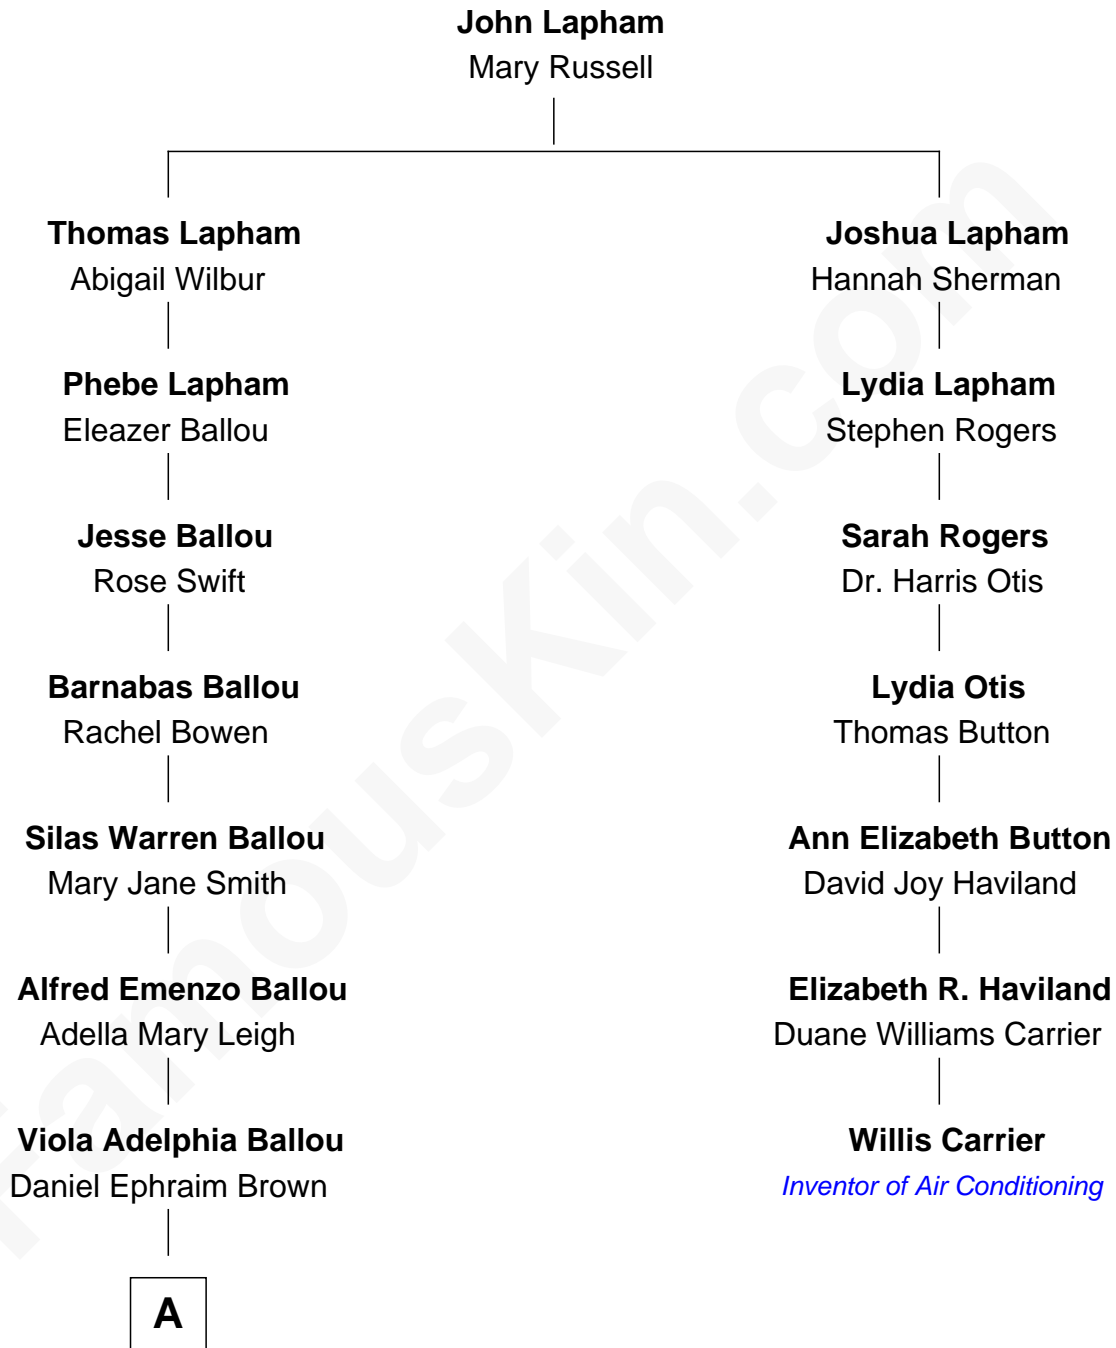 John Lapham
Mary Russell
Thomas Lapham
Abigail Wilbur
Joshua Lapham
Hannah Sherman
Phebe Lapham
Eleazer Ballou
Lydia Lapham
Stephen Rogers
Jesse Ballou
Rose Swift
Sarah Rogers
Dr. Harris Otis
Barnabas Ballou
Rachel Bowen
Lydia Otis
Thomas Button
Silas Warren Ballou
Mary Jane Smith
Ann Elizabeth Button
David Joy Haviland
Alfred Emenzo Ballou
Adella Mary Leigh
Elizabeth R. Haviland
Duane Williams Carrier
Viola Adelphia Ballou
Daniel Ephraim Brown
Willis Carrier
Inventor of Air Conditioning
A
FamousKin.com